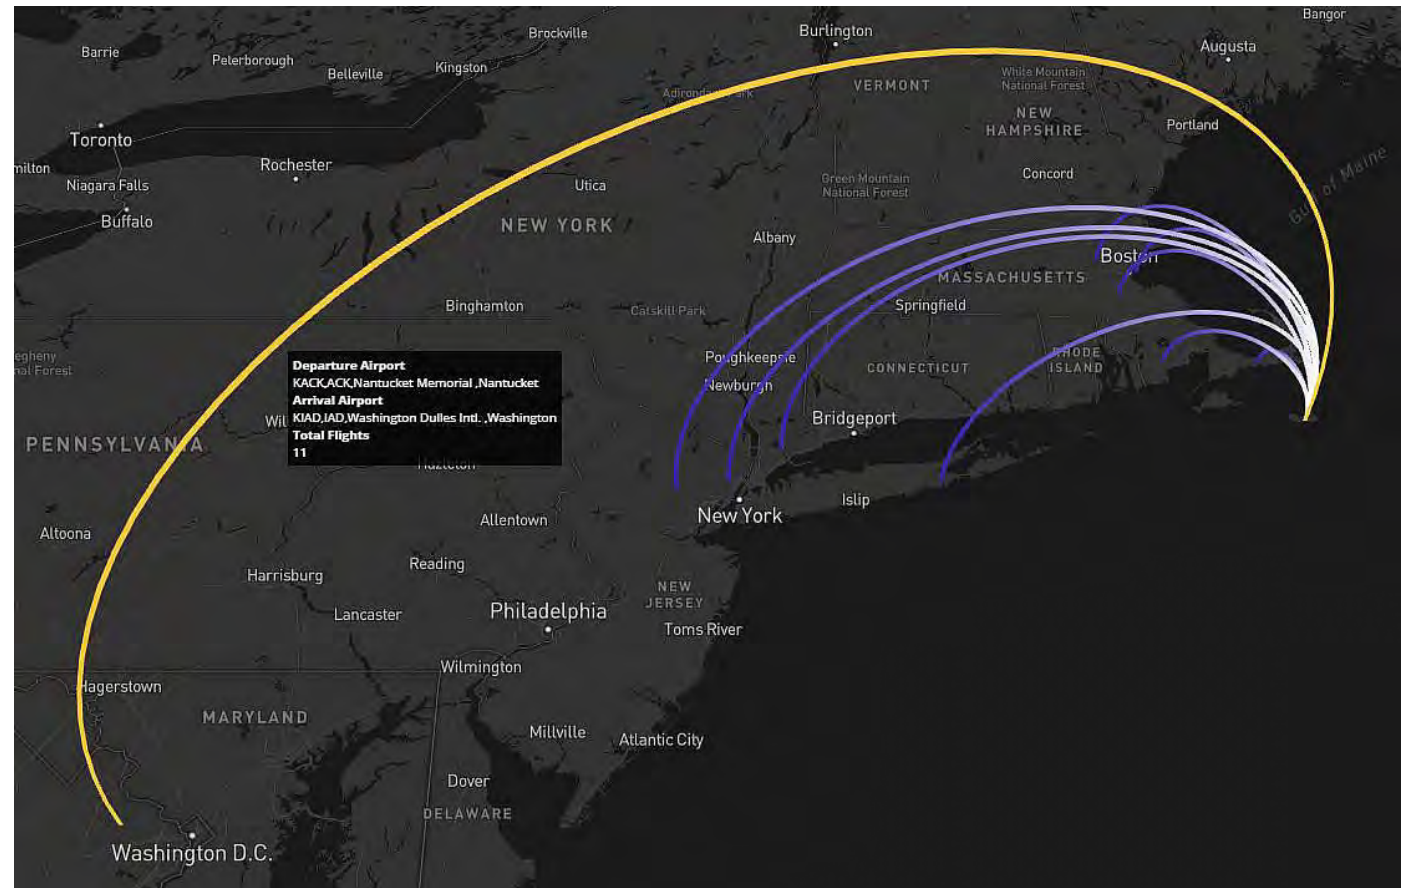 Bangor
Brockville
Burlington
Augusta
Barrie
Pelerborough
Belleville
Kingston
White Mountain
National Forest
VERMONT
NEW
HAMPSHIRE
Portland
Toronto
Rochester
Concord
Niagara Falls
Utica
Green Mountain
National Forest
Gulf of Maine
Buffalo
NEW YORK
Albany
Boston
MASSACHUSETTS
Binghamton
Catskill Park
Springfield
Poughkeepsie
RHODE
ISLAND
CONNECTICUT
Newburgh
Departure Airport
KACK,ACK,Nantucket Memorial ,Nantucket
Arrival Airport
KIAD,IAD,Washington Dulles Intl. ,Washington
Total Flights
11
Wil
PENNSYLVANIA
Hazleton
Bridgeport
Islip
New York
Allentown
Altoona
Harrisburg
Reading
NEW
JERSEY
Lancaster
Philadelphia
Toms River
Wilmington
Hagerstown
MARYLAND
Millville
Atlantic City
Dover
DELAWARE
Washington D.C.